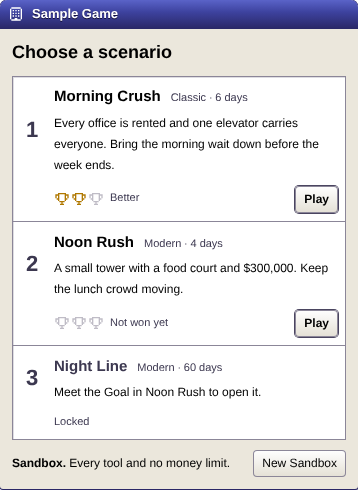 Sample Game
Choose a scenario
Morning Crush Classic · 6 days
1
Every office is rented and one elevator carries
everyone. Bring the morning wait down before the
week ends.
Better
Play
Noon Rush Modern · 4 days
2
A small tower with a food court and $300,000. Keep
the lunch crowd moving.
Not won yet
Play
Night Line Modern · 60 days
3
Meet the Goal in Noon Rush to open it.
Locked
Sandbox. Every tool and no money limit.
New Sandbox